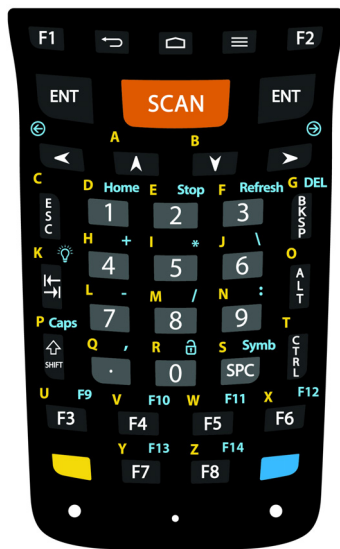 F1 F2
ENT SCAN ENT
A B
< ∧ ∨ >
C D Home E Stop F Refresh G DEL
ESC 1 2 3 BKSP
H + I * J \
K O
4 5 6 ALT
L - M / N :
7 8 9
P Caps Q , R S Symb T
SHIFT . 0 SPC CTRL
U F9 V F10 W F11 X F12
F3 F4 F5 F6
Y F13 Z F14
F7 F8